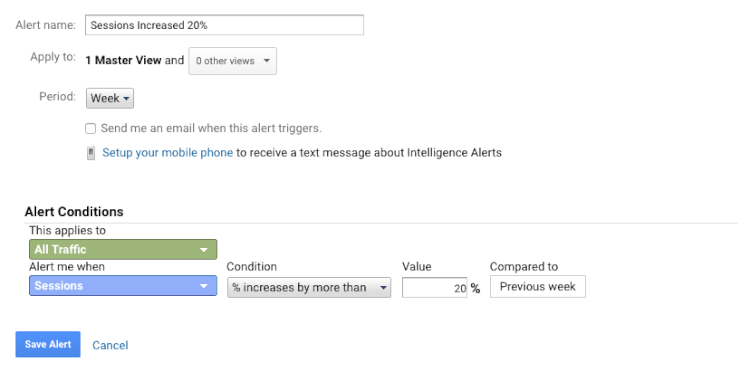 Alert name: Sessions Increased 20%
Apply to: 1 Master View and 0 other views
Period: Week
Send me an email when this alert triggers.
Setup your mobile phone to receive a text message about Intelligence Alerts
Alert Conditions
This applies to
All Traffic
Alert me when Condition Value Compared to
Sessions % increases by more than 20 % Previous week
Save Alert Cancel